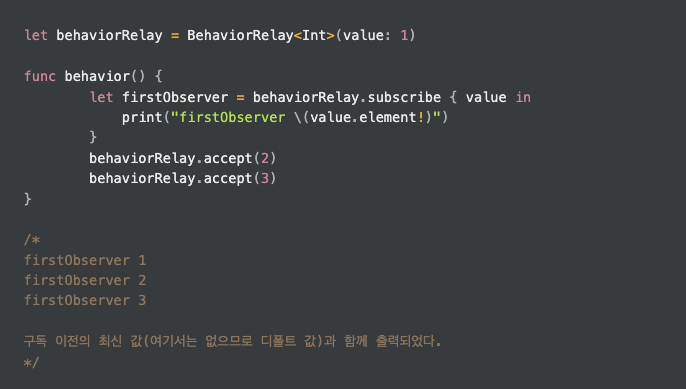 let behaviorRelay = BehaviorRelay<Int>(value: 1)
func behavior() {
let firstObserver = behaviorRelay.subscribe { value in
print("firstObserver \(value.element!)")
}
behaviorRelay.accept(2)
behaviorRelay.accept(3)
}
/*
firstObserver 1
firstObserver 2
firstObserver 3
구독 이전의 최신 값(여기서는 없으므로 디폴트 값)과 함께 출력되었다.
*/